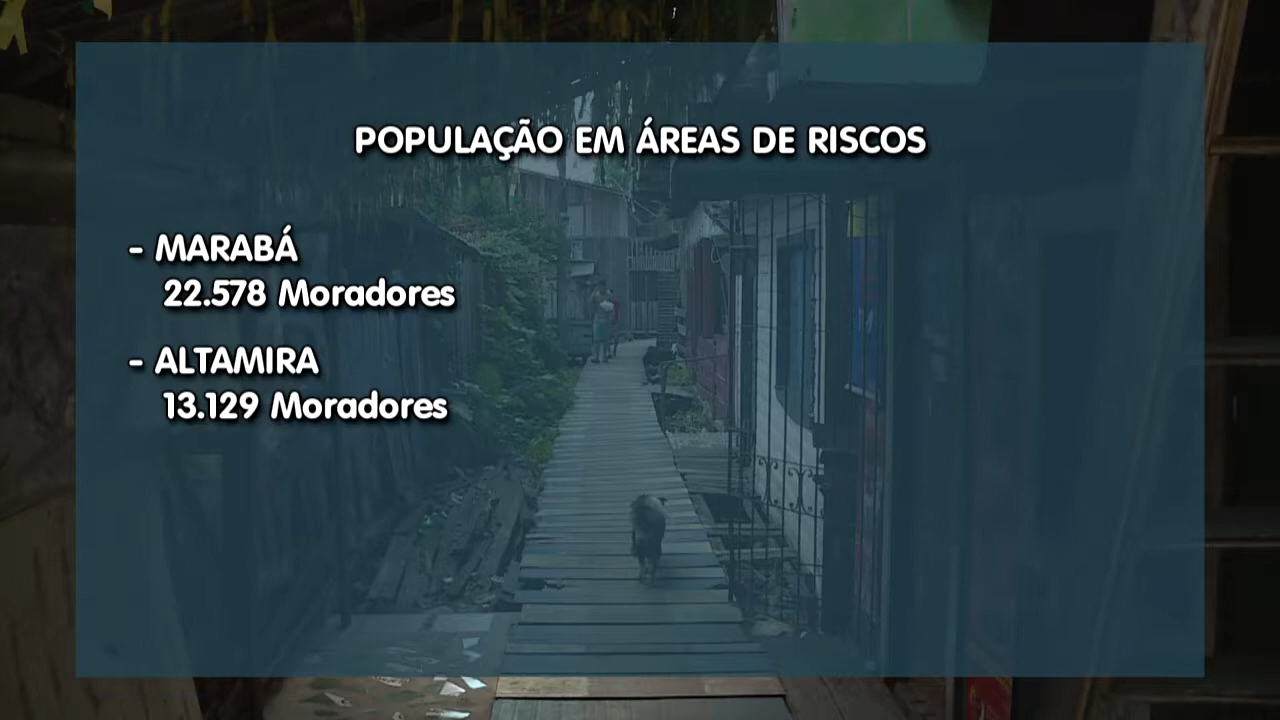 POPULAÇÃO EM ÁREAS DE RISCOS
- MARABÁ
22.578 Moradores
- ALTAMIRA
13.129 Moradores